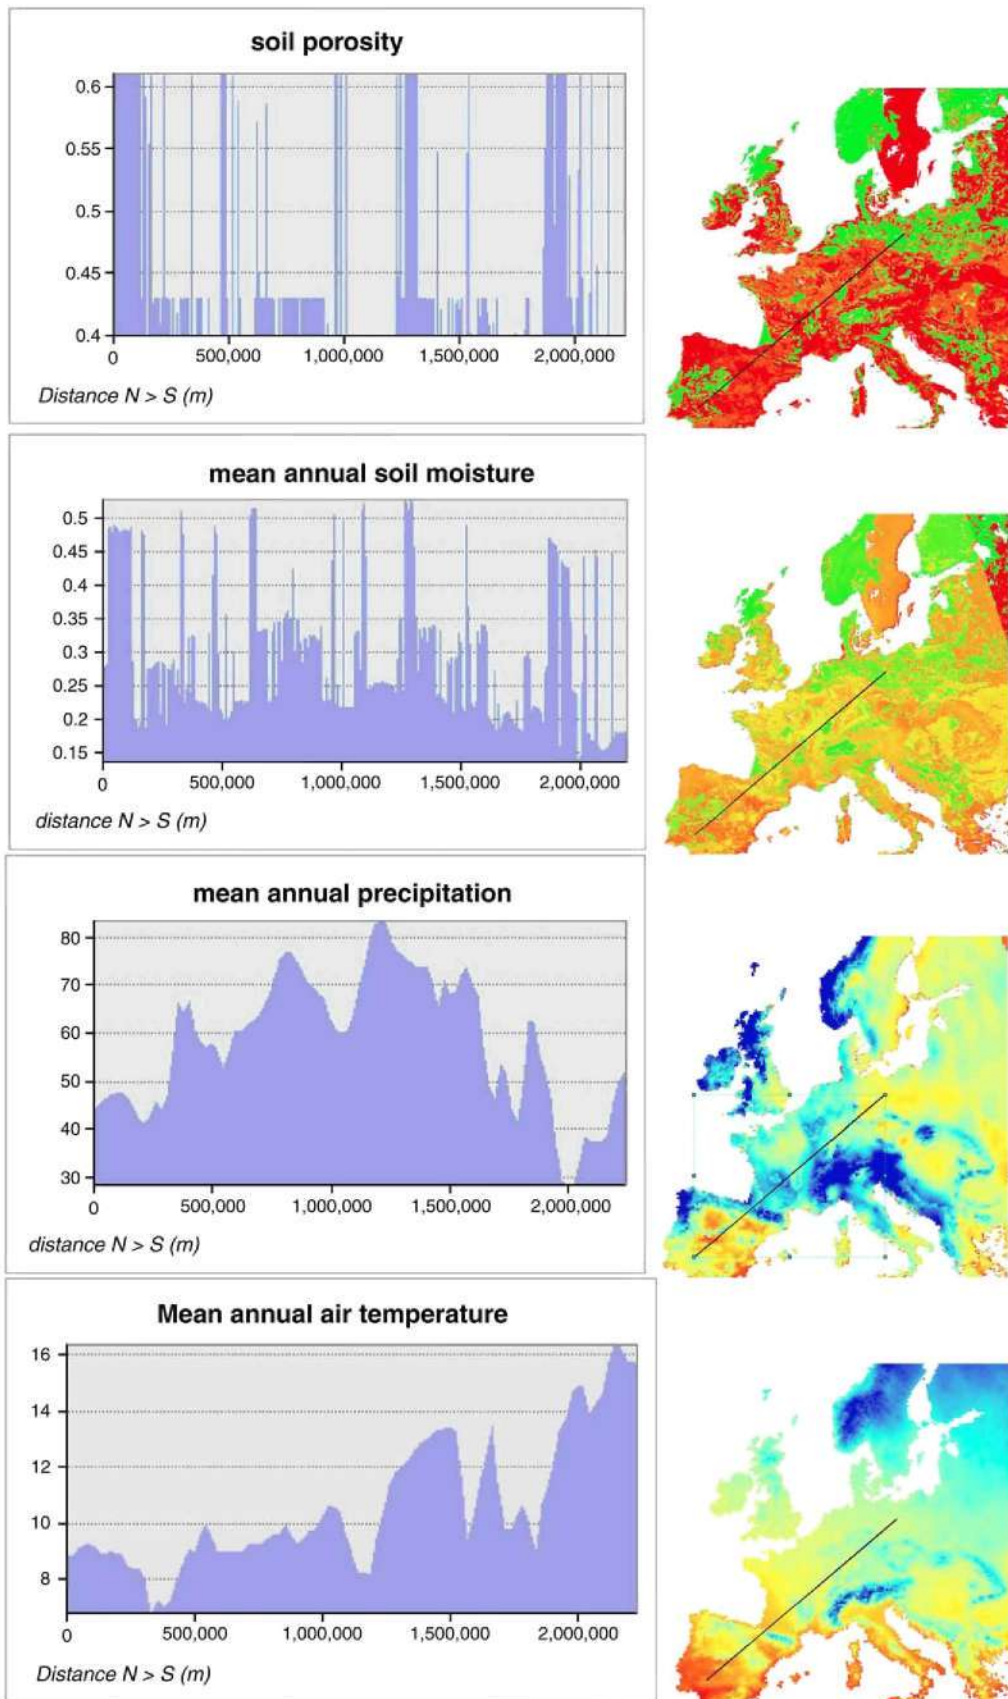 soil porosity
0.6
0.55
0.5
0.45
0.4
0 500,000 1,000,000 1,500,000 2,000,000
Distance N > S (m)
mean annual soil moisture
0.5
0.45
0.4
0.35
0.3
0.25
0.2
0.15
0 500,000 1,000,000 1,500,000 2,000,000
distance N > S (m)
mean annual precipitation
80
70
60
50
40
30
0 500,000 1,000,000 1,500,000 2,000,000
distance N > S (m)
Mean annual air temperature
16
14
12
10
8
0 500,000 1,000,000 1,500,000 2,000,000
Distance N > S (m)